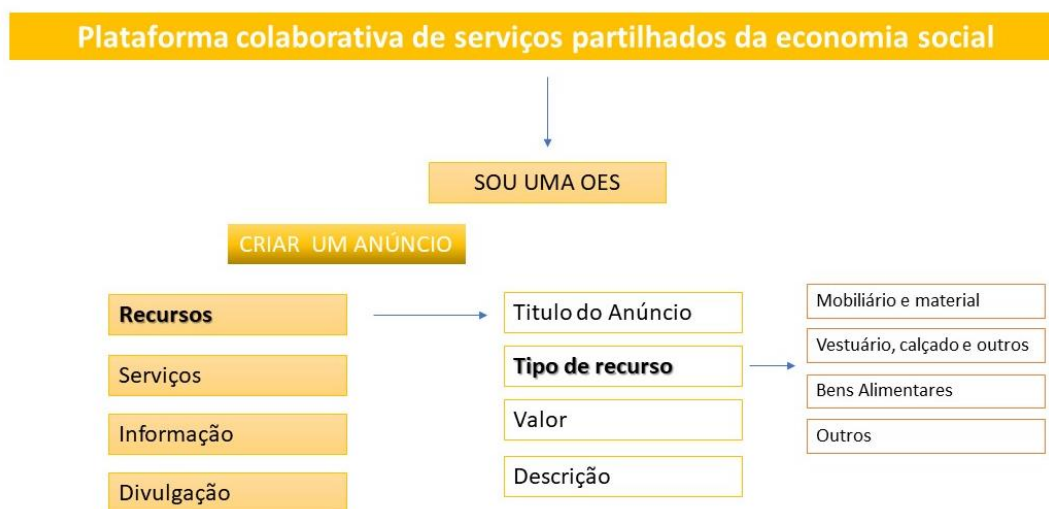 Plataforma colaborativa de serviços partilhados da economia social
SOU UMA OES
CRIAR UM ANÚNCIO
Recursos
Serviços
Informação
Divulgação
Titulo do Anúncio
Tipo de recurso
Valor
Descrição
Mobiliário e material
Vestuário, calçado e outros
Bens Alimentares
Outros